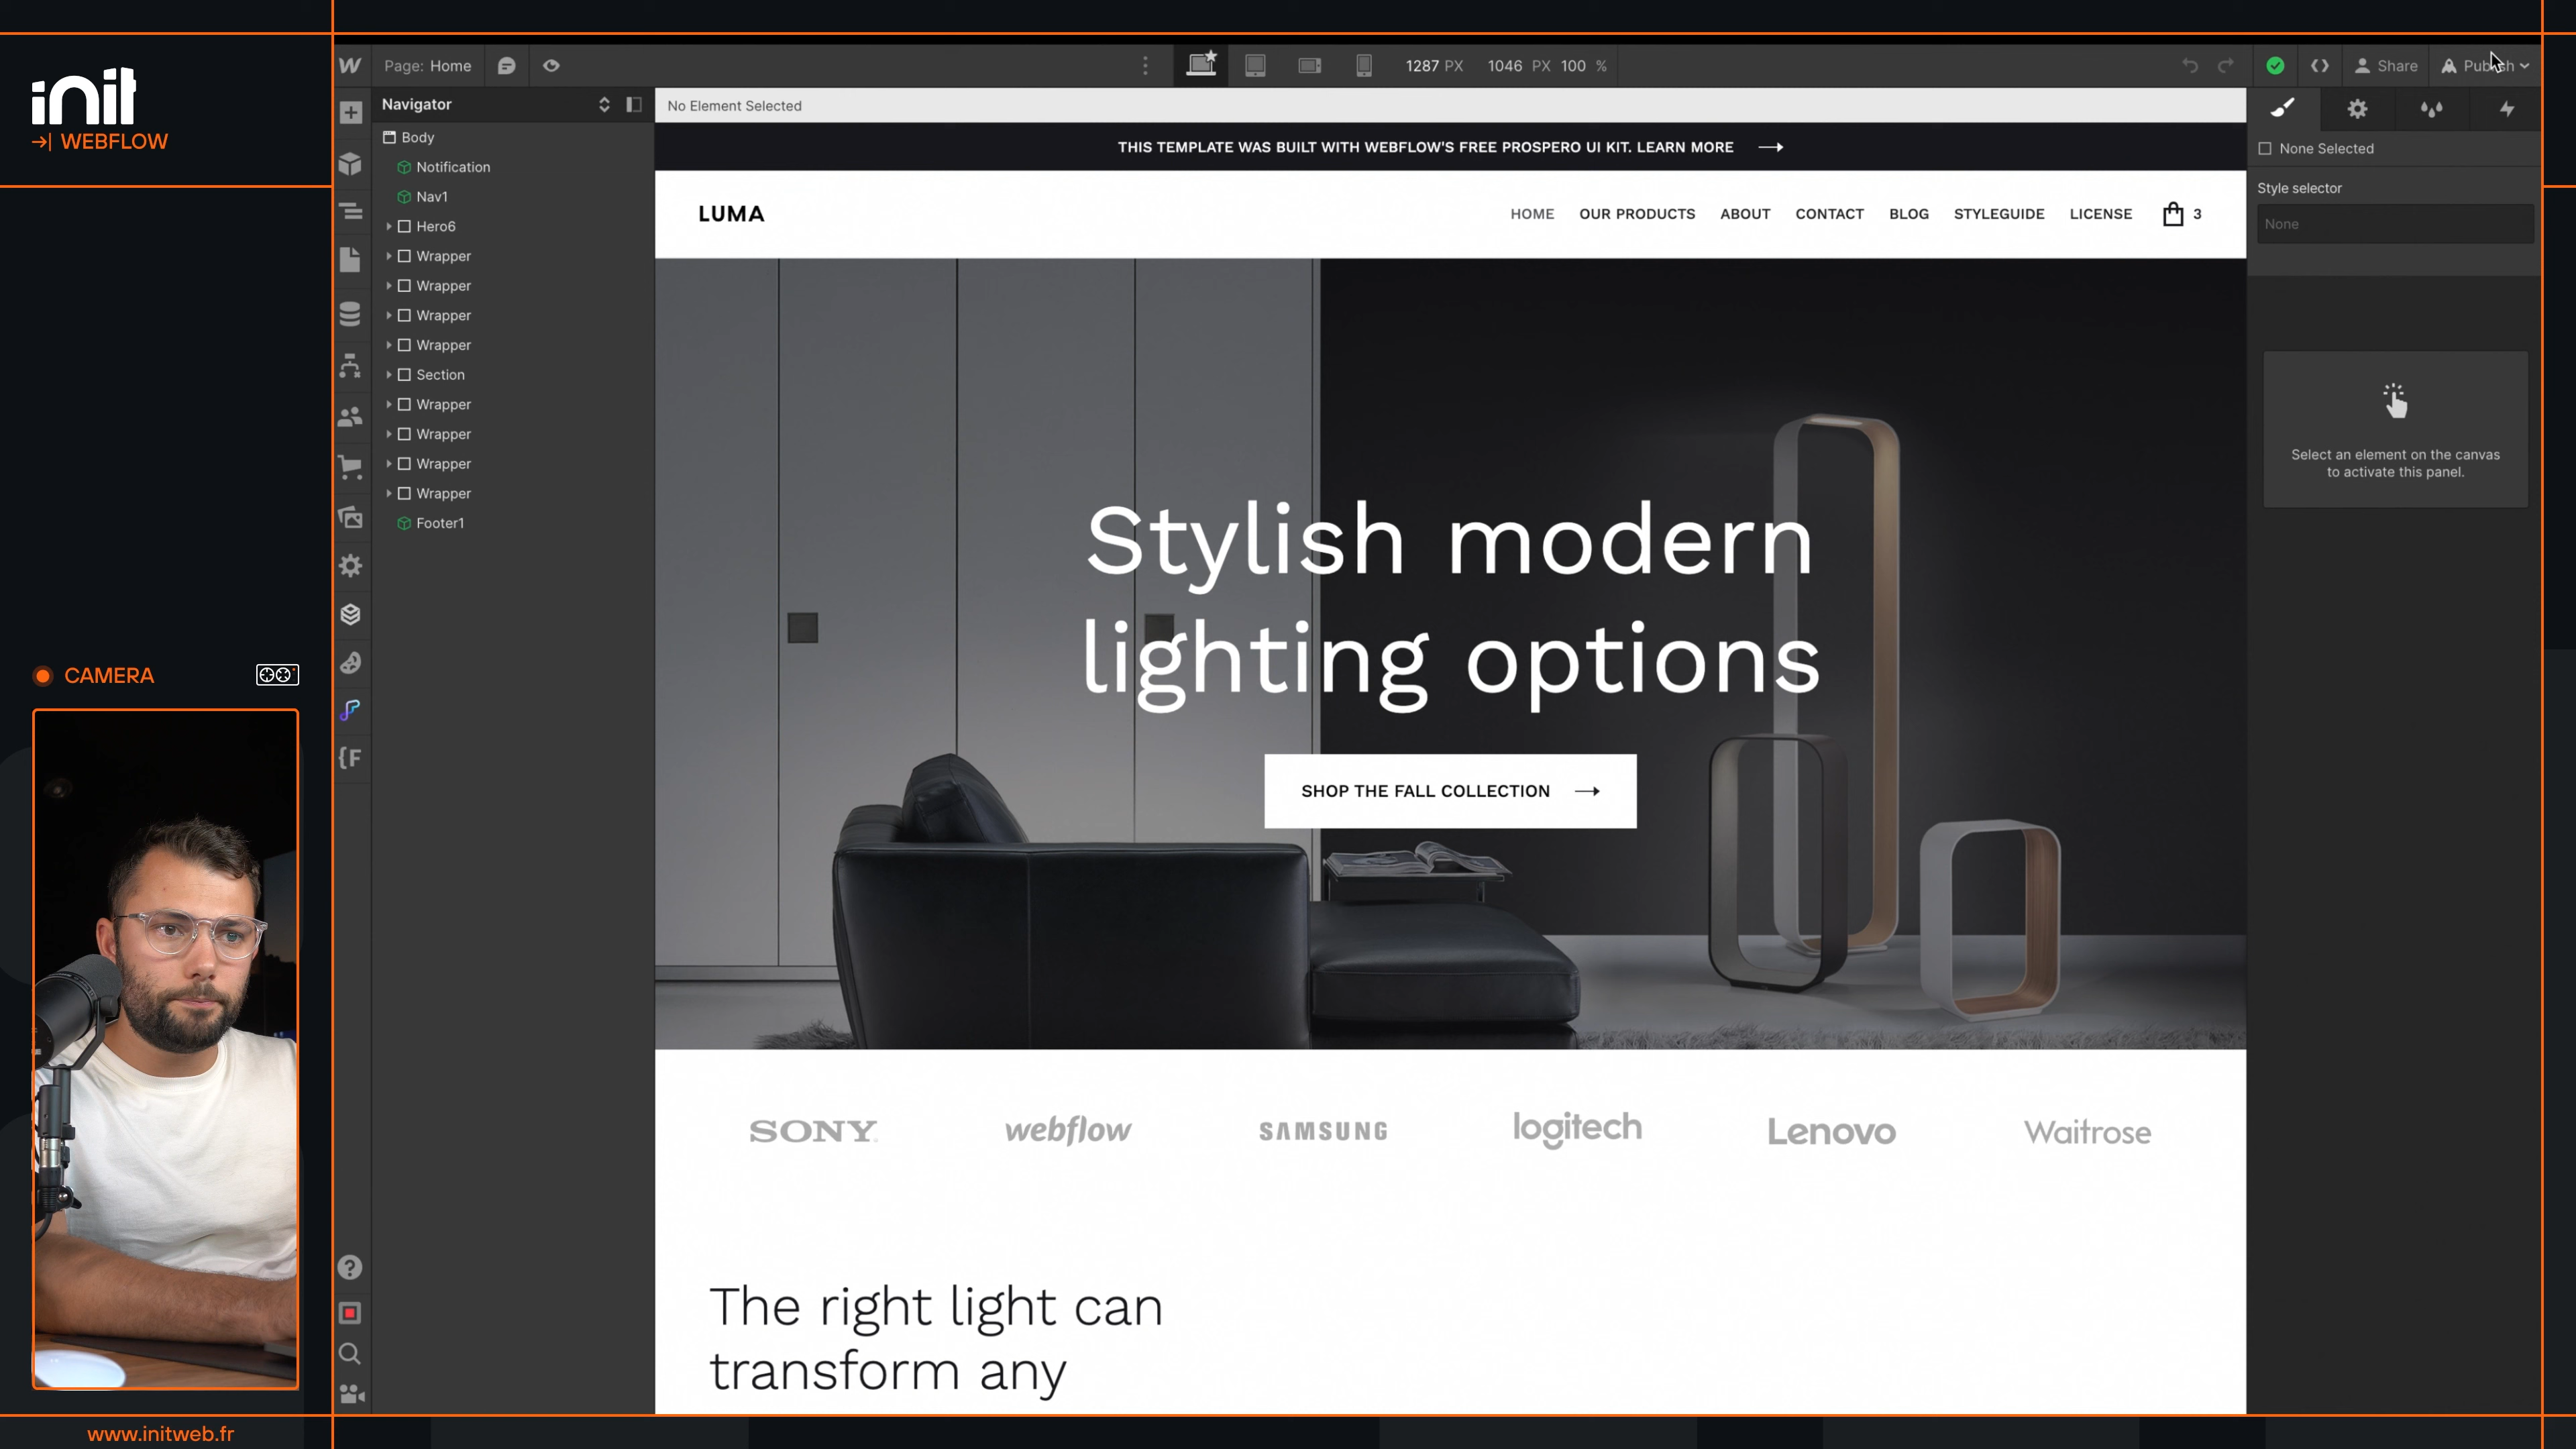 init
WEBFLOW
Page: Home
1287 PX 1046 PX 100 %
Share
Publish
Navigator
Body
Notification
Nav1
Hero6
Wrapper
Wrapper
Wrapper
Wrapper
Section
Wrapper
Wrapper
Wrapper
Wrapper
Footer1
No Element Selected
THIS TEMPLATE WAS BUILT WITH WEBFLOW'S FREE PROSPERO UI KIT. LEARN MORE
LUMA
HOME OUR PRODUCTS ABOUT CONTACT BLOG STYLEGUIDE LICENSE 3
Stylish modern
lighting options
SHOP THE FALL COLLECTION
SONY webflow SAMSUNG logitech Lenovo Waitrose
The right light can
transform any
None Selected
Style selector
None
Select an element on the canvas
to activate this panel.
{F
CAMERA
www.initweb.fr